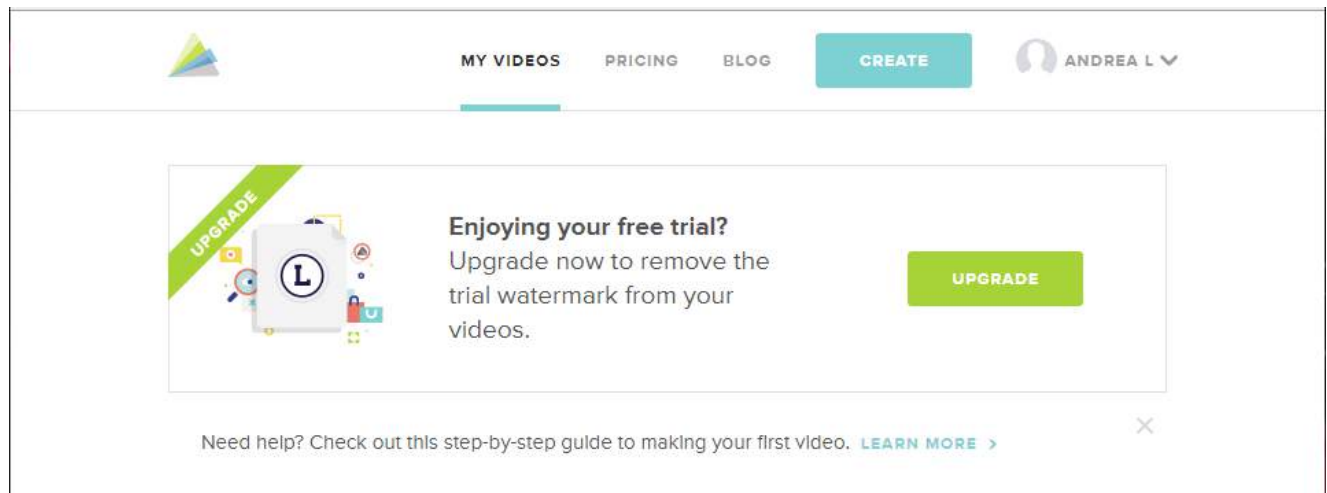 MY VIDEOS PRICING BLOG CREATE ANDREA L
UPGRADE
L
Enjoying your free trial?
Upgrade now to remove the
trial watermark from your
videos.
UPGRADE
Need help? Check out this step-by-step guide to making your first video. LEARN MORE >